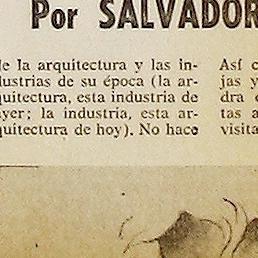 Por SALVADOR
de la arquitectura y las in-
dustrias de su época (la ar-
quitectura, esta industria de
ayer; la industria, esta ar-
quitectura de hoy). No hace
Así c
jas y
dra
tas a
visita